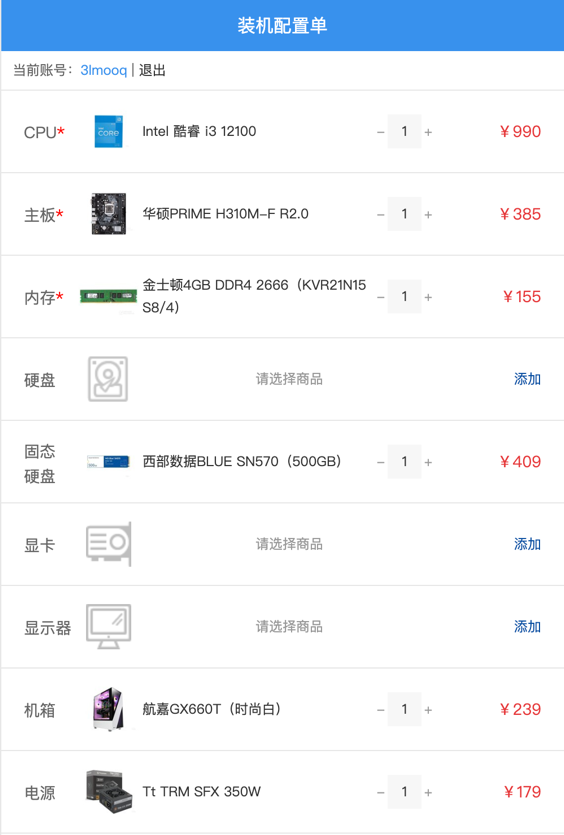 装机配置单
当前账号：3lmooq | 退出
CPU* Intel 酷睿 i3 12100 － 1 + ￥990
主板* 华硕PRIME H310M-F R2.0 － 1 + ￥385
内存* 金士顿4GB DDR4 2666（KVR21N15
S8/4） － 1 + ￥155
硬盘 请选择商品 添加
固态
硬盘 西部数据BLUE SN570（500GB） － 1 + ￥409
显卡 请选择商品 添加
显示器 请选择商品 添加
机箱 航嘉GX660T（时尚白） － 1 + ￥239
电源 Tt TRM SFX 350W － 1 + ￥179